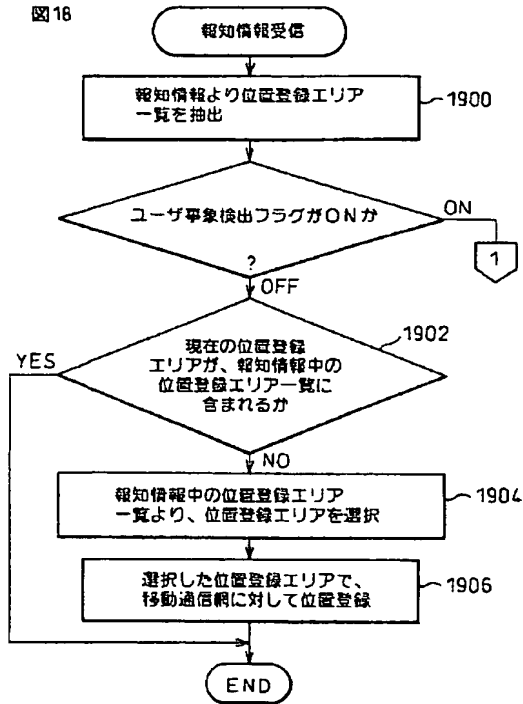 図18
報知情報受信
報知情報より位置登録エリア
一覧を抽出
1900
ユーザ事象検出フラグがONか
?
ON
1
OFF
現在の位置登録
エリアが、報知情報中の
位置登録エリア一覧に
含まれるか
1902
YES
NO
報知情報中の位置登録エリア
一覧より、位置登録エリアを選択
1904
選択した位置登録エリアで、
移動通信網に対して位置登録
1906
END